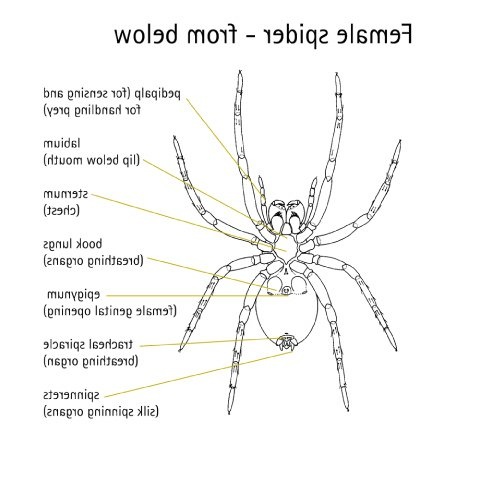 Female spider - from below
pedipalp (for sensing and
for handling prey)
labium
(lip below mouth)
sternum
(chest)
book lungs
(breathing organs)
epigynum
(female genital opening)
tracheal spiracle
(breathing organ)
spinnerets
(silk spinning organs)